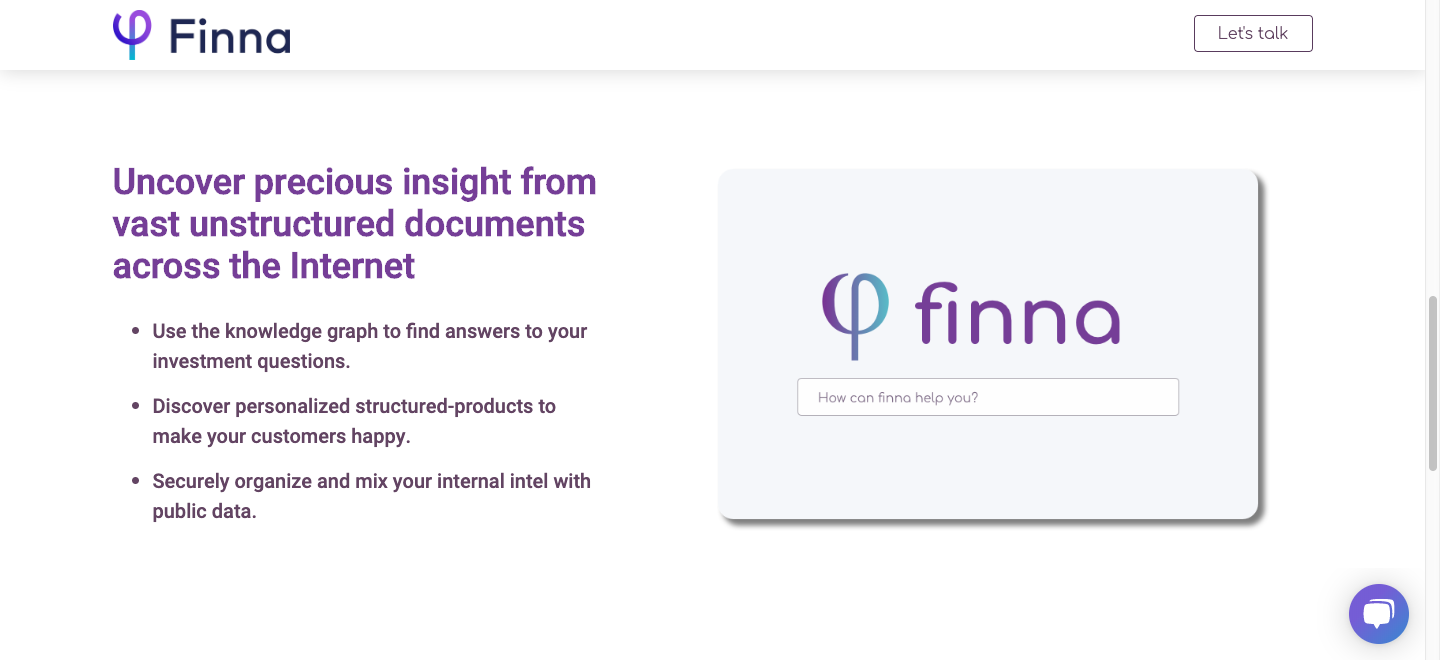 Finna
Let's talk
Uncover precious insight from
vast unstructured documents
across the Internet
Use the knowledge graph to find answers to your
investment questions.
Discover personalized structured-products to
make your customers happy.
Securely organize and mix your internal intel with
public data.
finna
How can finna help you?